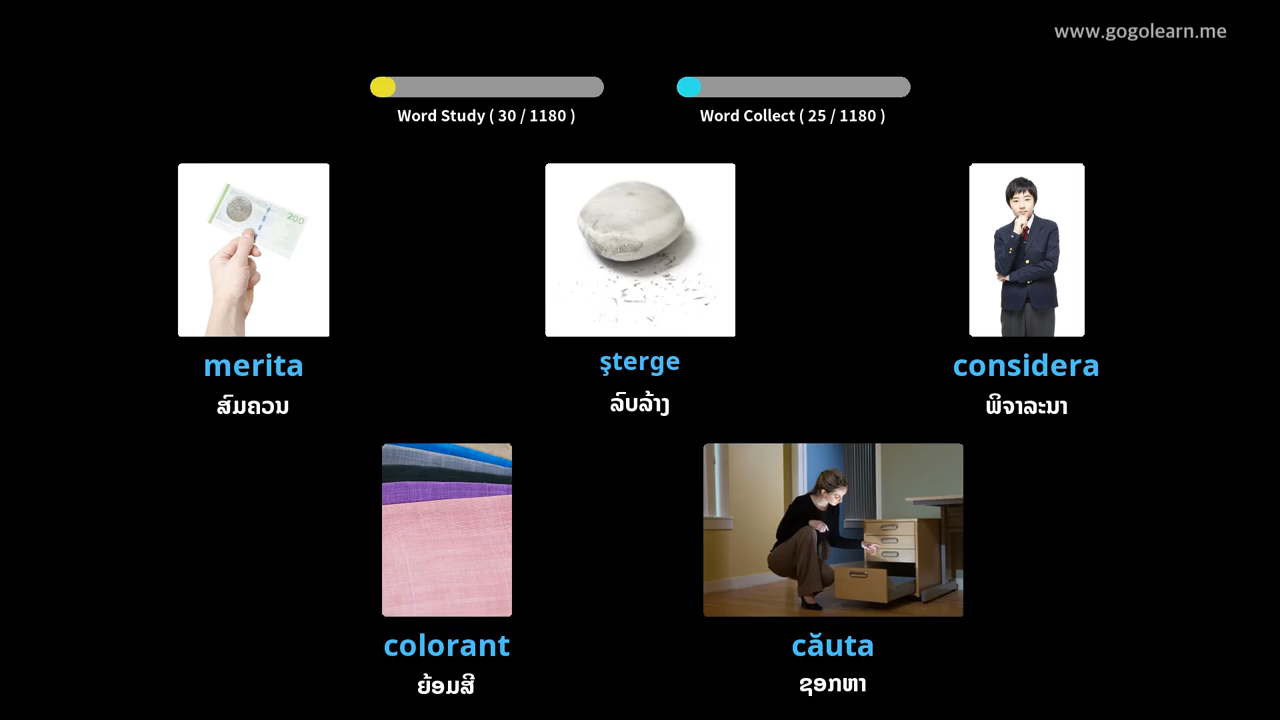 www.gogolearn.me
Word Study ( 30 / 1180 )
Word Collect ( 25 / 1180 )
200
merita
şterge
considera
ສົມຄວນ
ລົບລ້າງ
ພິຈາລະນາ
colorant
căuta
ຍ້ອມສີ
ຊອກຫາ